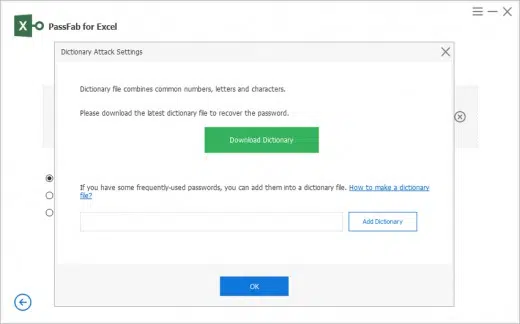 PassFab for Excel
Dictionary Attack Settings
Dictionary file combines common numbers, letters and characters.
Please download the latest dictionary file to recover the password.
Download Dictionary
If you have some frequently-used passwords, you can add them into a dictionary file. How to make a dictionary
file?
Add Dictionary
OK